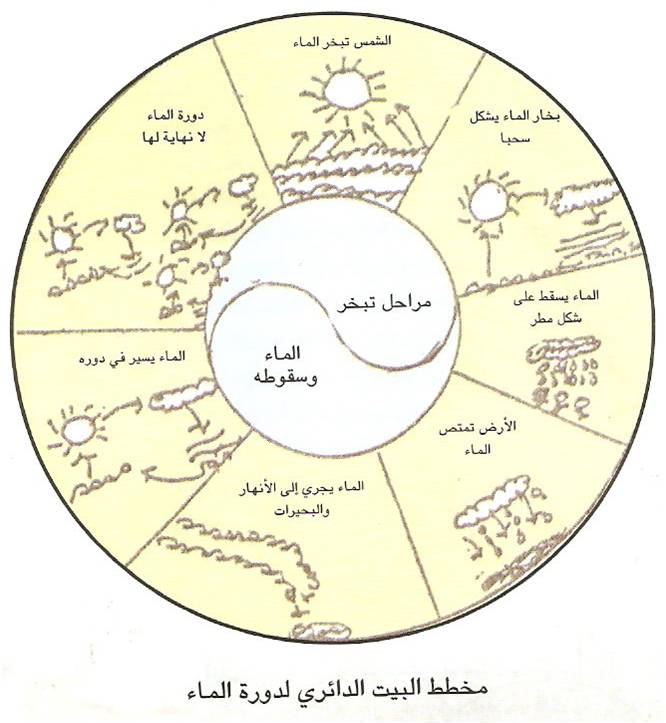 الشمس تبخر الماء
بخار الماء يشكل
سحبا
الماء يسقط على
شكل مطر
الأرض تمتص
الماء
الماء يجري إلى الأنهار
والبحيرات
الماء يسير في دوره
دورة الماء
لا نهاية لها
مراحل تبخر
الماء
وسقوطه
مخطط البيت الدائري لدورة الماء